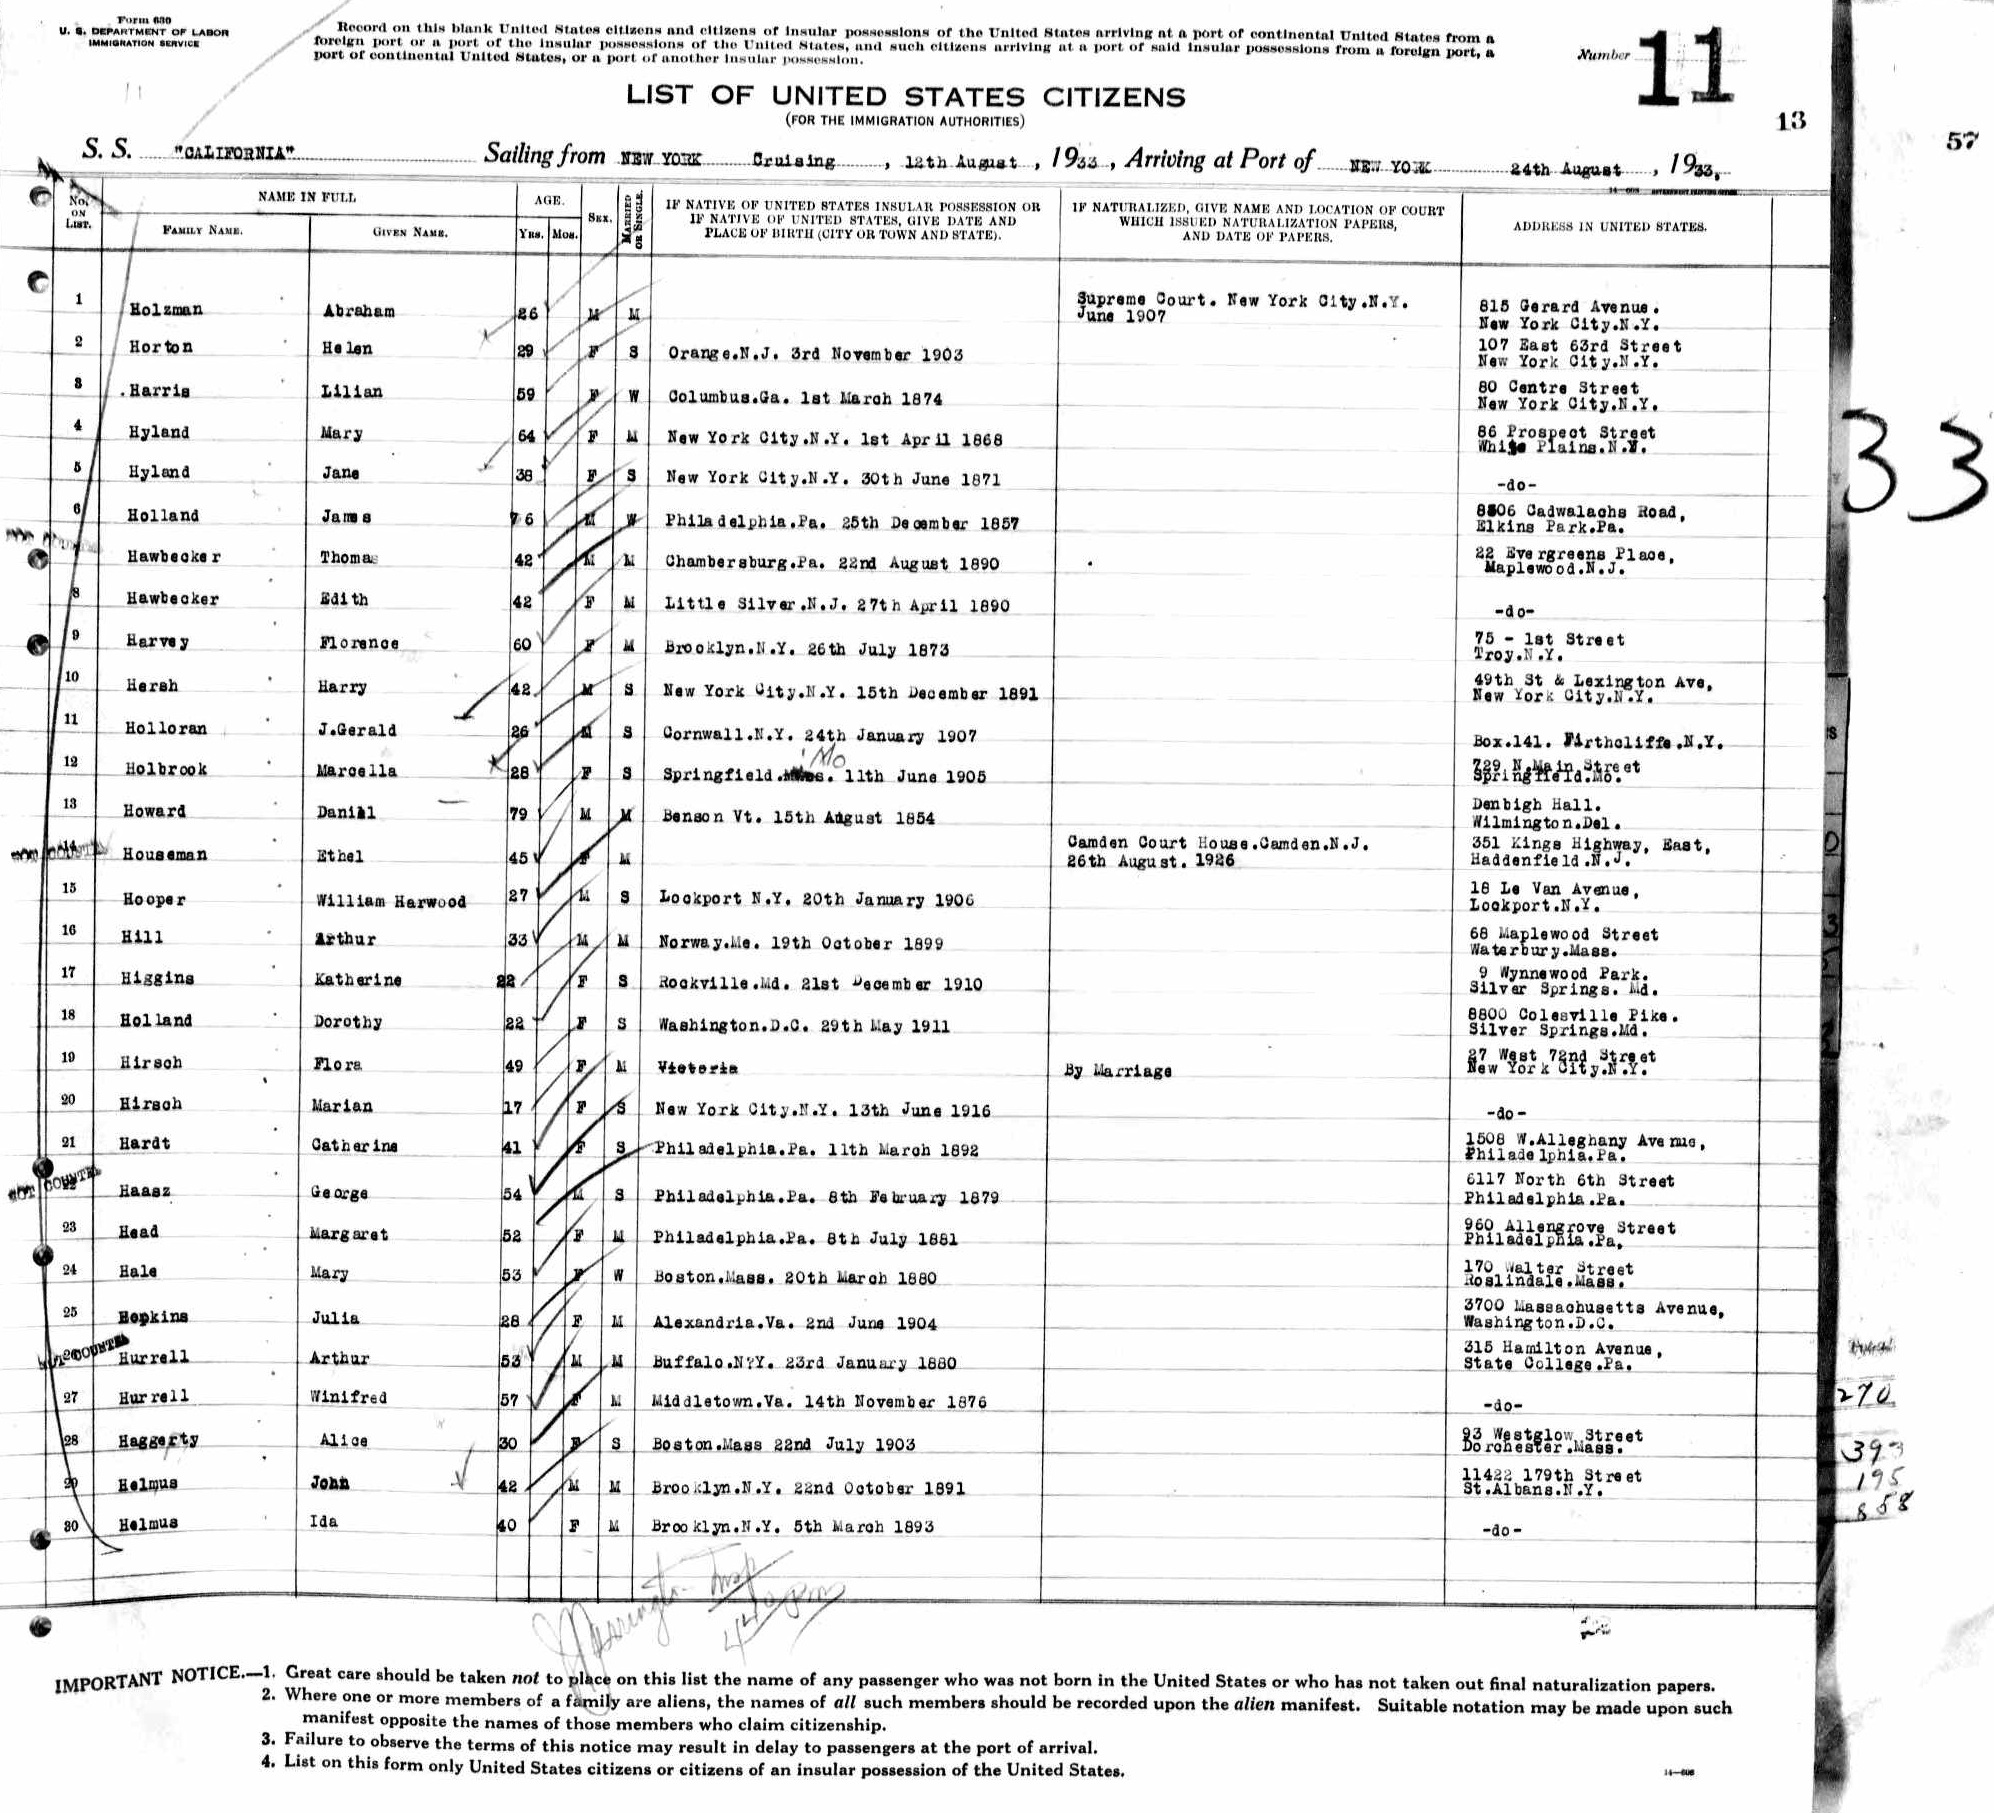 Form 630
U. S. DEPARTMENT OF LABOR
IMMIGRATION SERVICE
Record on this blank United States citizens and citizens of insular possessions of the United States arriving at a port of continental United States from a
foreign port or a port of the insular possessions of the United States, and such citizens arriving at a port of said insular possessions from a foreign port, a
port of continental United States, or a port of another insular possession.
Number 11
LIST OF UNITED STATES CITIZENS
(FOR THE IMMIGRATION AUTHORITIES)
13
57
S. S. "CALIFORNIA" Sailing from NEW YORK Cruising, 12th August, 1933, Arriving at Port of NEW YORK 24th August, 1933,
No. ON LIST. NAME IN FULL FAMILY NAME. GIVEN NAME. AGE. YRS. MOS. SEX. MARRIED OR SINGLE. IF NATIVE OF UNITED STATES INSULAR POSSESSION OR IF NATIVE OF UNITED STATES, GIVE DATE AND PLACE OF BIRTH (CITY OR TOWN AND STATE). IF NATURALIZED, GIVE NAME AND LOCATION OF COURT WHICH ISSUED NATURALIZATION PAPERS, AND DATE OF PAPERS. ADDRESS IN UNITED STATES.
1 Holzman Abraham 26 M M Supreme Court. New York City.N.Y. June 1907 815 Gerard Avenue. New York City.N.Y.
2 Horton Helen 29 F S Orange.N.J. 3rd November 1903 107 East 63rd Street New York City.N.Y.
3 Harris Lilian 59 F W Columbus.Ga. 1st March 1874 80 Centre Street New York City.N.Y.
4 Hyland Mary 64 F M New York City.N.Y. 1st April 1868 86 Prospect Street White Plains.N.Y.
5 Hyland Jane 38 F S New York City.N.Y. 30th June 1871 -do-
6 Holland James 76 M W Philadelphia.Pa. 25th December 1857 8806 Cadwalachs Road, Elkins Park.Pa.
Hawbecker Thomas 42 M M Chambersburg.Pa. 22nd August 1890 22 Evergreens Place, Maplewood.N.J.
8 Hawbecker Edith 42 F M Little Silver.N.J. 27th April 1890 -do-
9 Harvey Florence 60 F M Brooklyn.N.Y. 26th July 1873 75 - 1st Street Troy.N.Y.
10 Hersh Harry 42 M S New York City.N.Y. 15th December 1891 49th St & Lexington Ave, New York City.N.Y.
11 Holloran J.Gerald 26 M S Cornwall.N.Y. 24th January 1907 Box.141. Firthcliffe.N.Y.
12 Holbrook Marcella 28 F S Springfield. Mo 11th June 1905 729 N.Main Street Springfield.Mo.
13 Howard Danial 79 M M Benson Vt. 15th August 1854 Denbigh Hall. Wilmington.Del.
14 Houseman Ethel 45 F M Camden Court House.Camden.N.J. 26th August. 1926 351 Kings Highway, East, Haddenfield.N.J.
15 Hooper William Harwood 27 M S Lockport N.Y. 20th January 1906 18 Le Van Avenue, Lockport.N.Y.
16 Hill Arthur 33 M M Norway.Me. 19th October 1899 68 Maplewood Street Waterbury.Mass.
17 Higgins Katherine 22 F S Rockville.Md. 21st December 1910 9 Wynnewood Park. Silver Springs. Md.
18 Holland Dorothy 22 F S Washington.D.C. 29th May 1911 8800 Colesville Pike. Silver Springs.Md.
19 Hirsch Flora 49 F M Victoria By Marriage 27 West 72nd Street New York City.N.Y.
20 Hirsch Marian 17 F S New York City.N.Y. 13th June 1916 -do-
21 Hardt Catherine 41 F S Philadelphia.Pa. 11th March 1892 1508 W.Alleghany Avenue, Philadelphia.Pa.
NOT COUNTED
22 Haasz George 54 M S Philadelphia.Pa. 8th February 1879 6117 North 6th Street Philadelphia.Pa.
23 Head Margaret 52 F M Philadelphia.Pa. 8th July 1881 960 Allengrove Street Philadelphia.Pa.
24 Hale Mary 53 F W Boston.Mass. 20th March 1880 170 Walter Street Roslindale.Mass.
25 Hopkins Julia 28 F M Alexandria.Va. 2nd June 1904 3700 Massachusetts Avenue, Washington.D.C.
NOT COUNTED
26 Hurrell Arthur 53 M M Buffalo.N?Y. 23rd January 1880 315 Hamilton Avenue, State College.Pa.
27 Hurrell Winifred 57 F M Middletown.Va. 14th November 1876 -do-
28 Haggerty Alice 30 F S Boston.Mass 22nd July 1903 93 Westglow Street Dorchester.Mass.
29 Helmus John 42 M M Brooklyn.N.Y. 22nd October 1891 11422 179th Street St.Albans.N.Y.
30 Helmus Ida 40 F M Brooklyn.N.Y. 5th March 1893 -do-
33
270
393
195
858
IMPORTANT NOTICE.—1. Great care should be taken not to place on this list the name of any passenger who was not born in the United States or who has not taken out final naturalization papers.
2. Where one or more members of a family are aliens, the names of all such members should be recorded upon the alien manifest. Suitable notation may be made upon such
manifest opposite the names of those members who claim citizenship.
3. Failure to observe the terms of this notice may result in delay to passengers at the port of arrival.
4. List on this form only United States citizens or citizens of an insular possession of the United States.
14—608